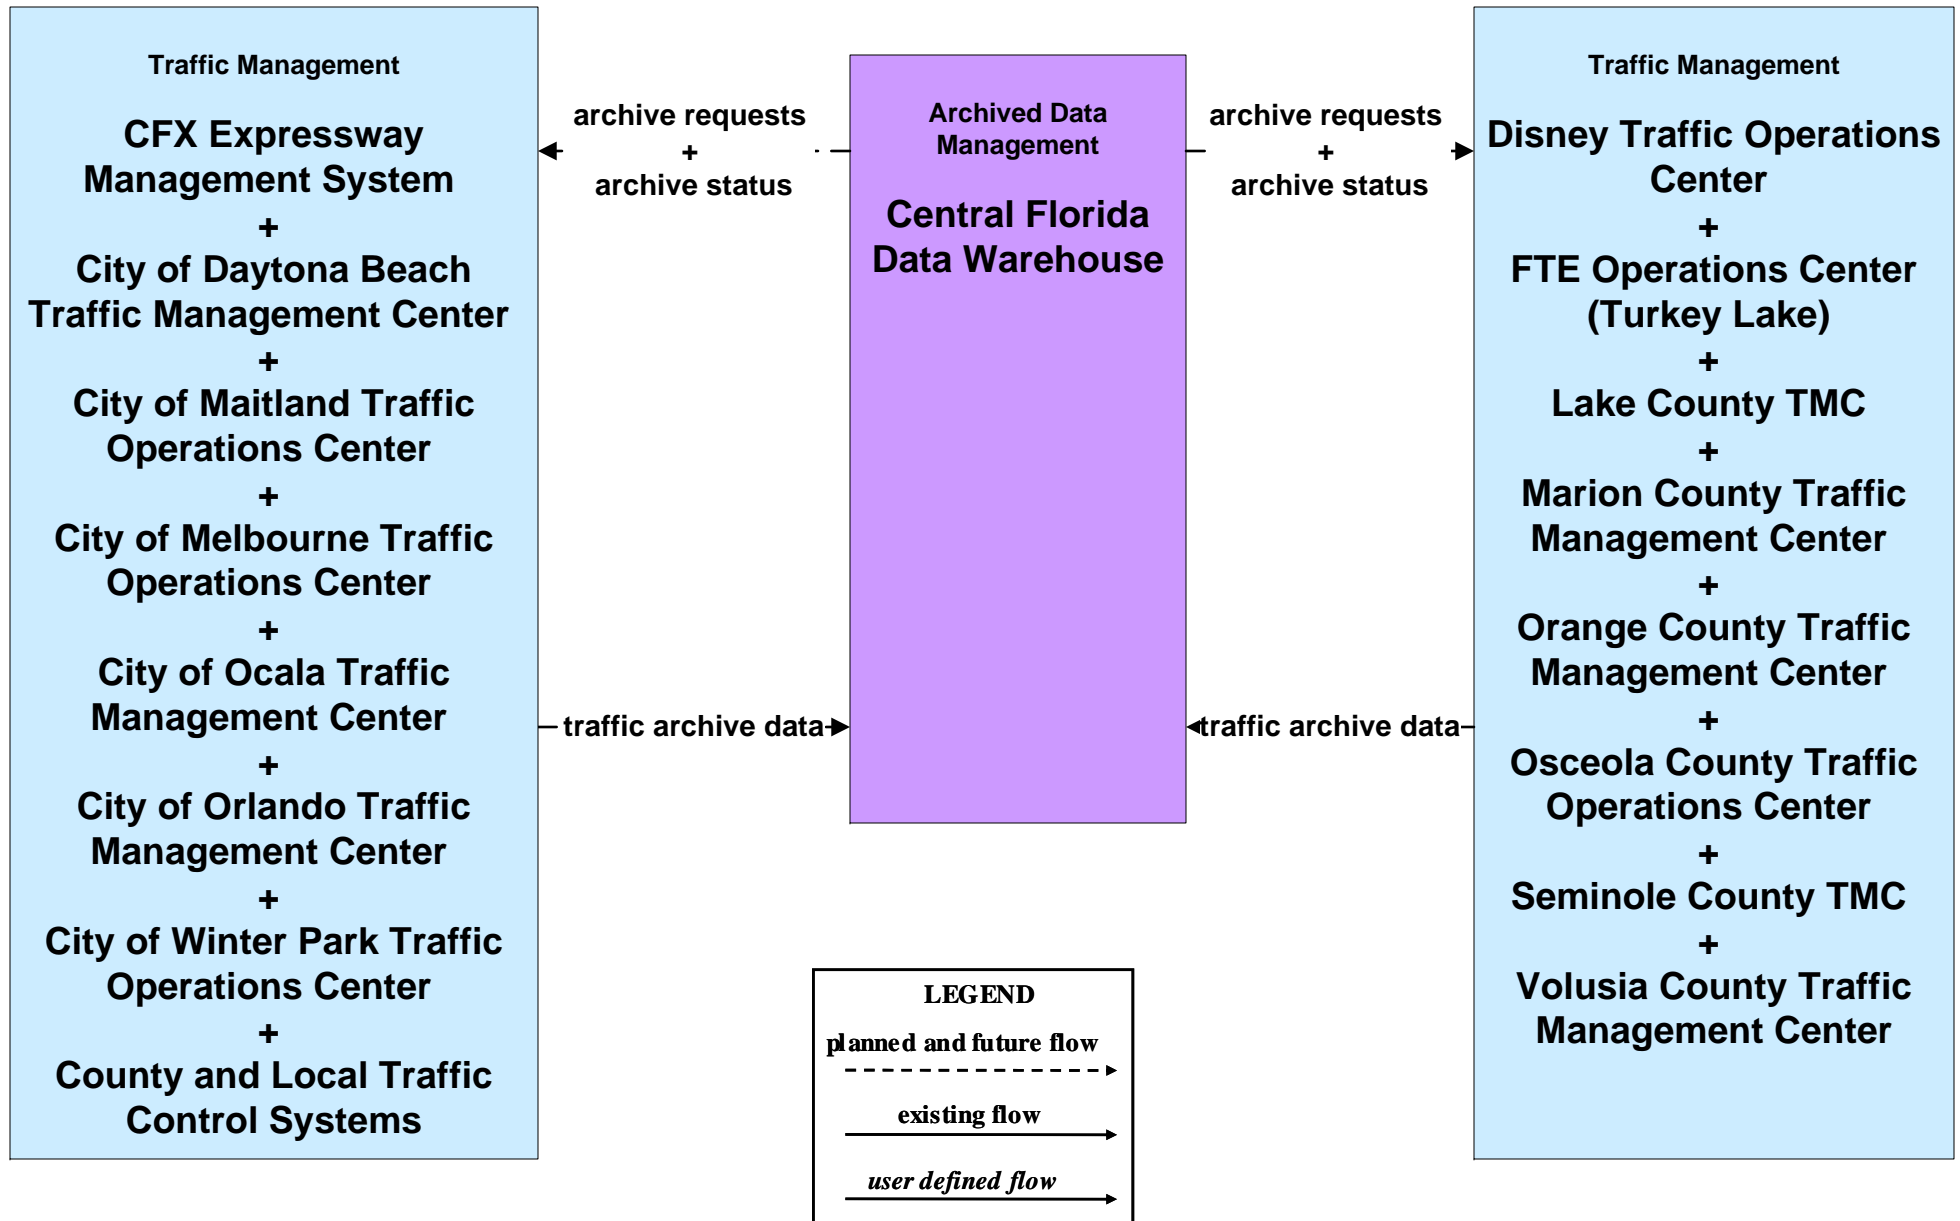 Traffic Management
CFX Expressway
Management System
+
City of Daytona Beach
Traffic Management Center
+
City of Maitland Traffic
Operations Center
+
City of Melbourne Traffic
Operations Center
+
City of Ocala Traffic
Management Center
+
City of Orlando Traffic
Management Center
+
City of Winter Park Traffic
Operations Center
+
County and Local Traffic
Control Systems
archive requests
+
archive status
traffic archive data
Archived Data
Management
Central Florida
Data Warehouse
archive requests
+
archive status
traffic archive data
Traffic Management
Disney Traffic Operations
Center
+
FTE Operations Center
(Turkey Lake)
+
Lake County TMC
+
Marion County Traffic
Management Center
+
Orange County Traffic
Management Center
+
Osceola County Traffic
Operations Center
+
Seminole County TMC
+
Volusia County Traffic
Management Center
LEGEND
planned and future flow
existing flow
user defined flow